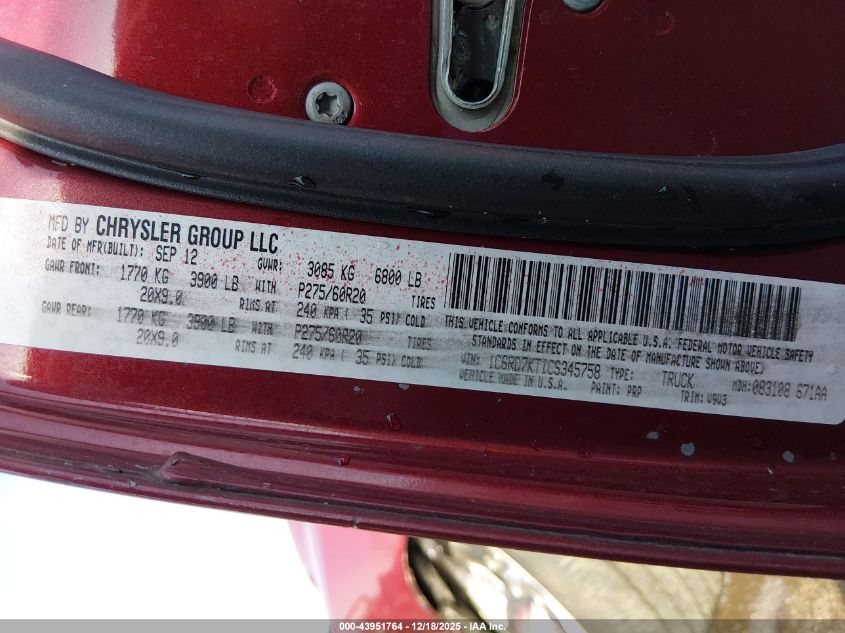 MFD BY CHRYSLER GROUP LLC
DATE OF MFR(BUILT): SEP 12 GVWR: 3085 KG 6800 LB
GAWR FRONT: 1770 KG 3900 LB WITH P275/60R20 TIRES
20X9.0 RIMS AT 240 KPA ( 35 PSI) COLD
GAWR REAR: 1770 KG 3900 LB WITH P275/60R20 TIRES
20X9.0 RIMS AT 240 KPA ( 35 PSI) COLD
THIS VEHICLE CONFORMS TO ALL APPLICABLE U.S.A. FEDERAL MOTOR VEHICLE SAFETY
STANDARDS IN EFFECT ON THE DATE OF MANUFACTURE SHOWN ABOVE.
VIN: 1C6RD7KT1CS345758 TYPE: TRUCK MDH:083108 671AA
VEHICLE MADE IN U.S.A. PAINT: PRP TRIM: V9V3
000-43951764 - 12/18/2025 - IAA Inc.